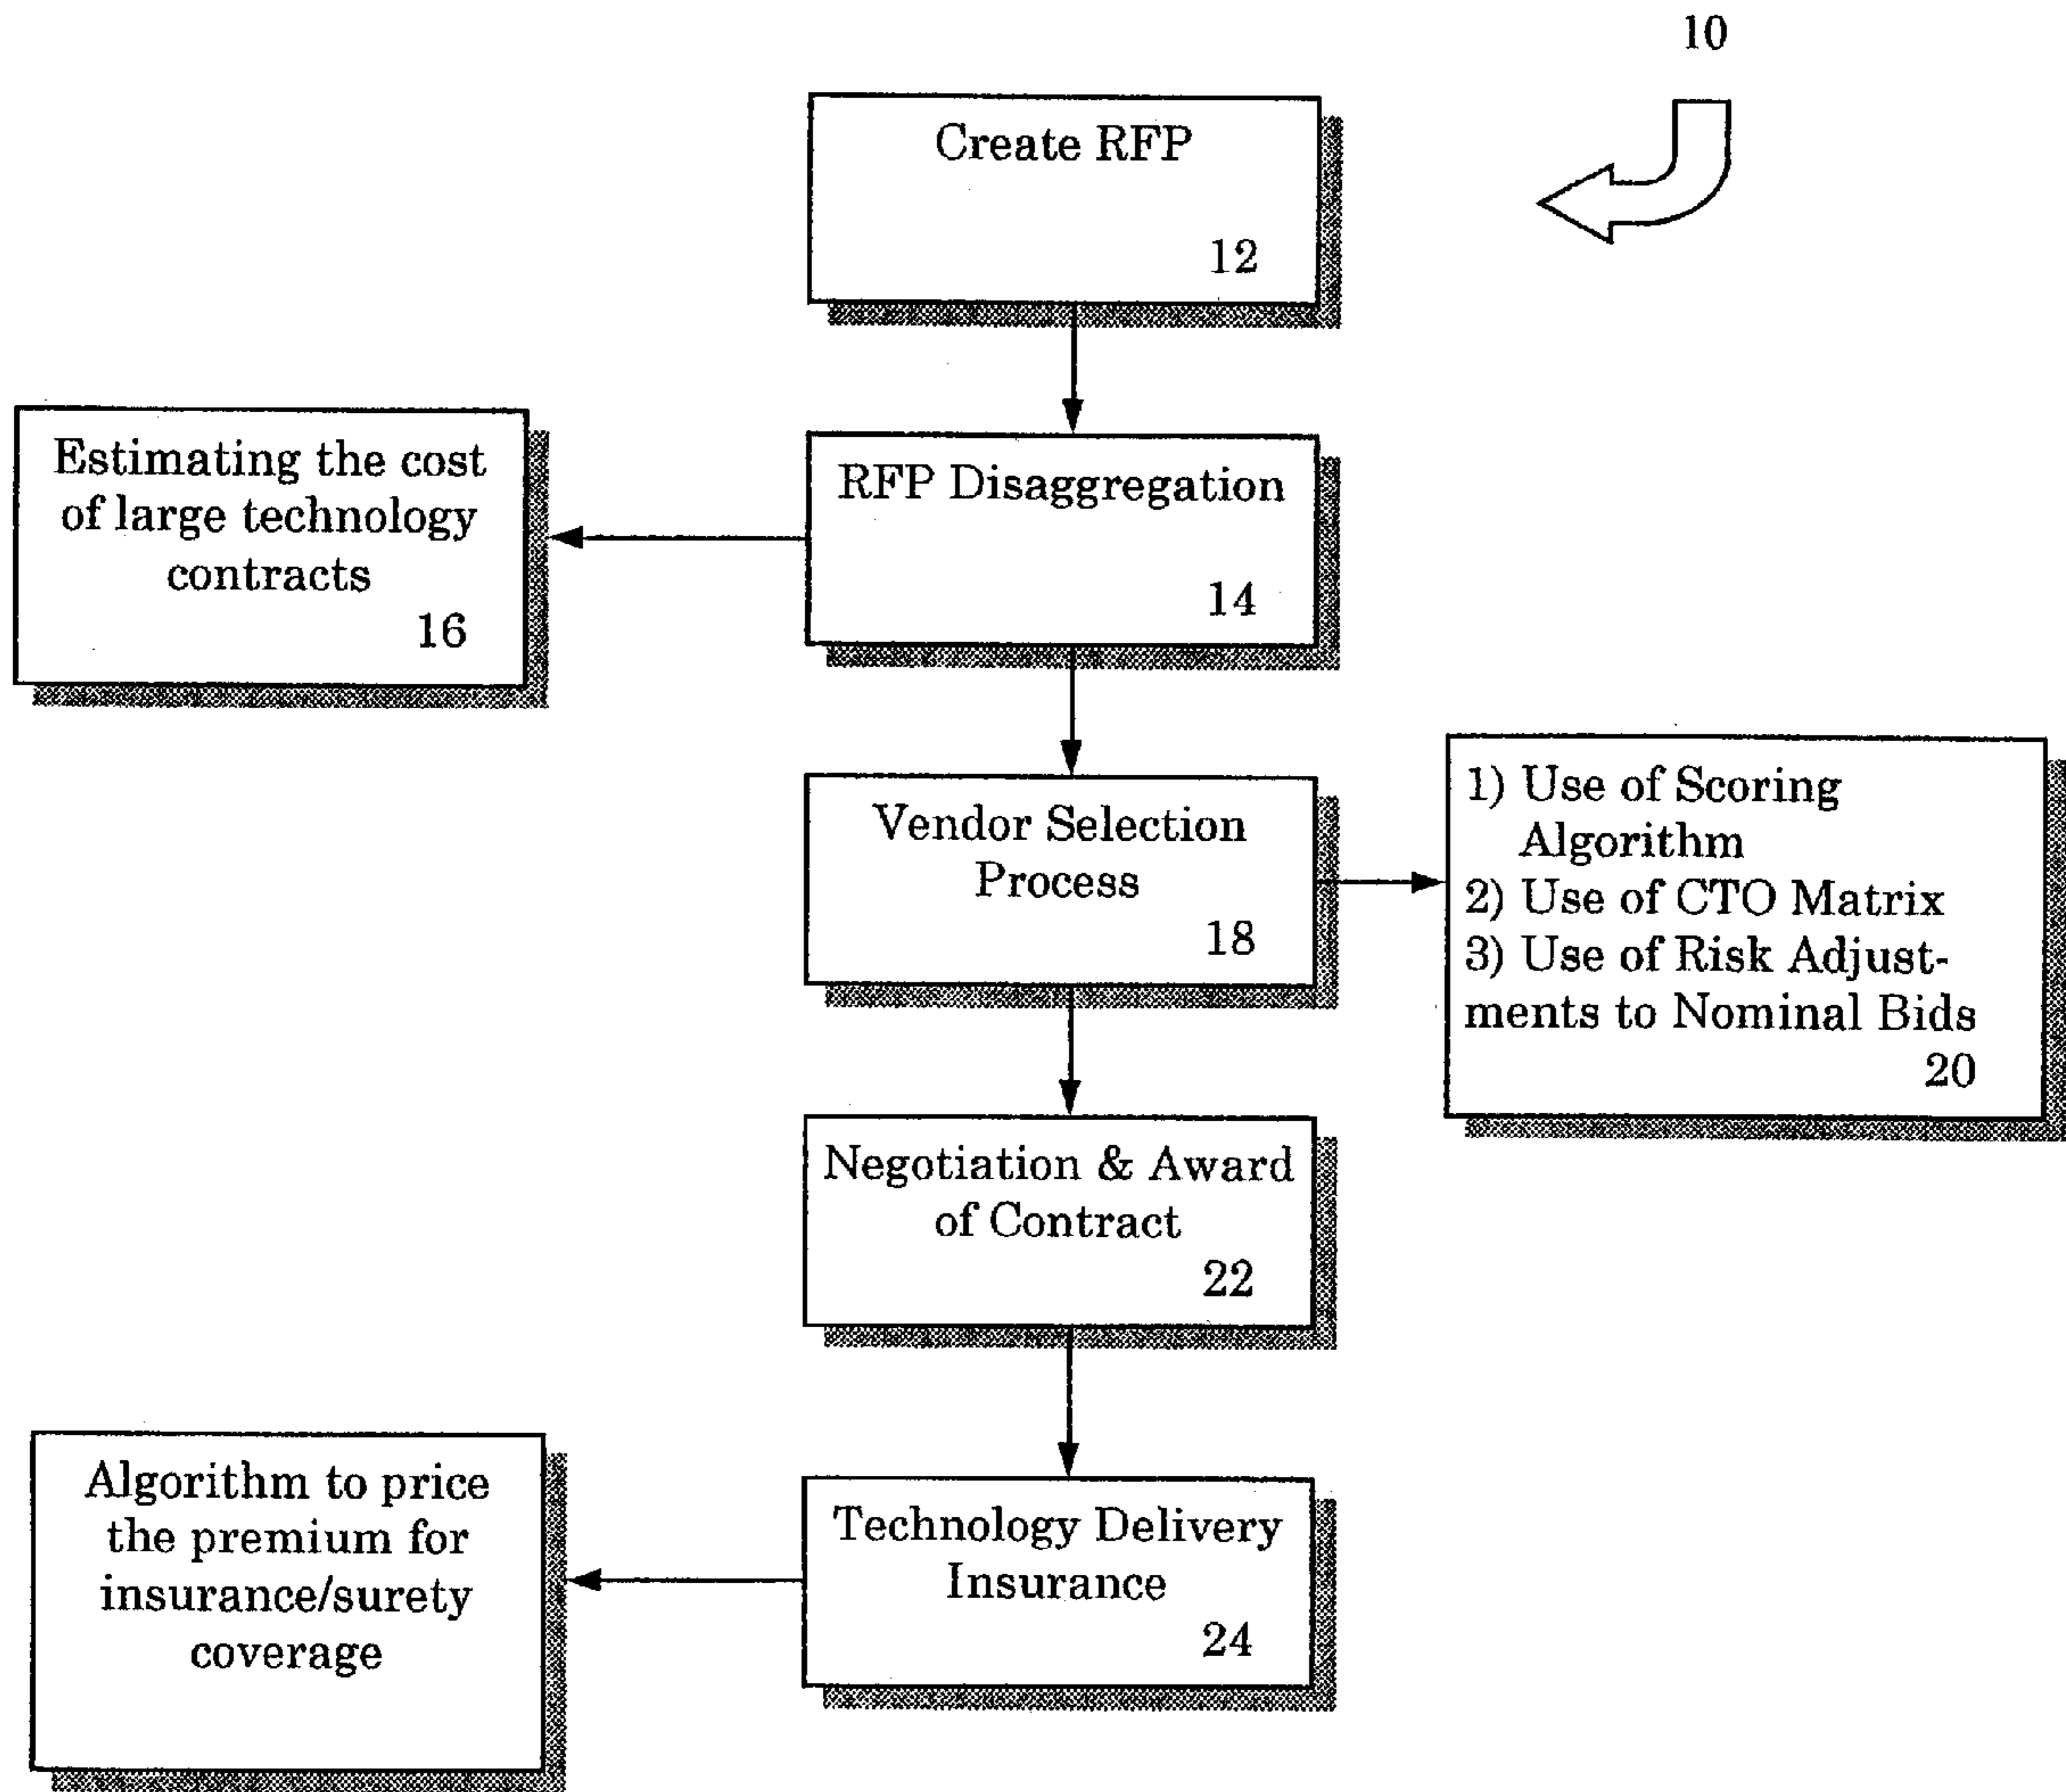 10
Create RFP
12
Estimating the cost
of large technology
contracts
16
RFP Disaggregation
14
Vendor Selection
Process
18
1) Use of Scoring
Algorithm
2) Use of CTO Matrix
3) Use of Risk Adjust-
ments to Nominal Bids
20
Negotiation & Award
of Contract
22
Algorithm to price
the premium for
insurance/surety
coverage
Technology Delivery
Insurance
24